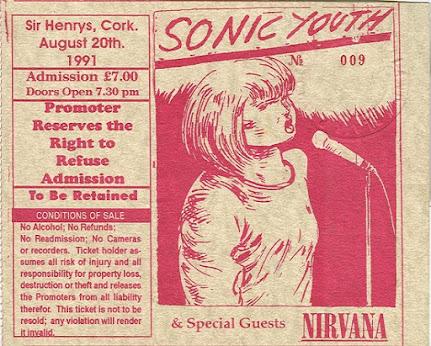 Sir Henrys, Cork.
August 20th.
1991
Admission £7.00
Doors Open 7.30 pm
Promoter
Reserves the
Right to
Refuse
Admission
To Be Retained
CONDITIONS OF SALE
No Alcohol; No Refunds;
No Readmission; No Cameras
or recorders. Ticket holder as-
sumes all risk of injury and all
responsibility for property loss,
destruction or theft and releases
the Promoters from all liability
therefor. This ticket is not to be
resold; any violation will render
it invalid.
SONIC YOUTH
№ 009
& Special Guests NIRVANA